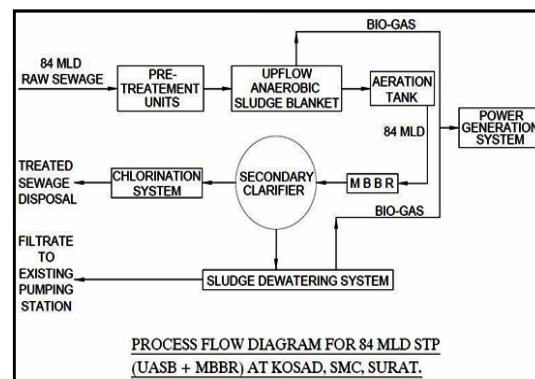 BIO-GAS
84 MLD
RAW SEWAGE
PRE-
TREATEMENT
UNITS
UPFLOW
ANAEROBIC
SLUDGE BLANKET
AERATION
TANK
84 MLD
POWER
GENERATION
SYSTEM
TREATED
SEWAGE
DISPOSAL
CHLORINATION
SYSTEM
SECONDARY
CLARIFIER
MBBR
BIO-GAS
FILTRATE
TO
EXISTING
PUMPING
STATION
SLUDGE DEWATERING SYSTEM
PROCESS FLOW DIAGRAM FOR 84 MLD STP
(UASB + MBBR) AT KOSAD, SMC, SURAT.